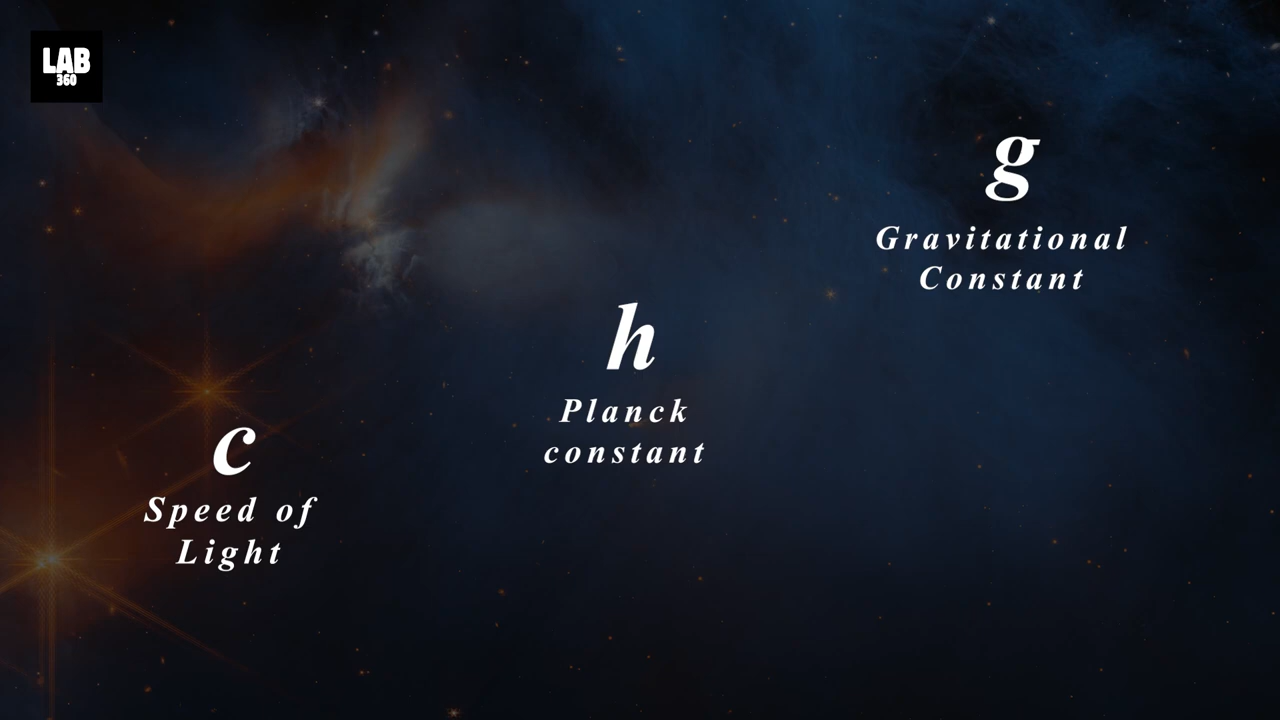 LAB
360
g
Gravitational
Constant
h
Planck
constant
c
Speed of
Light